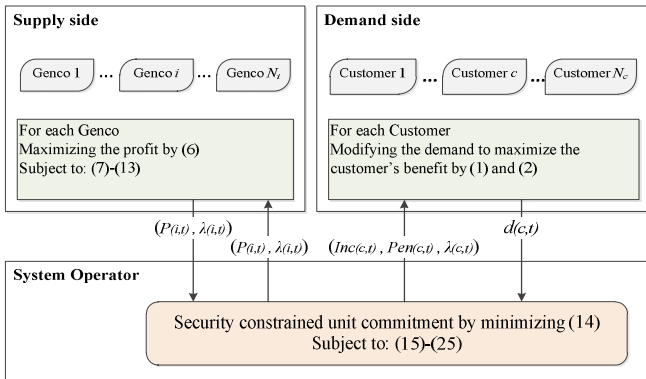 Supply side
Demand side
Genco 1 ... Genco i ... Genco Ni
Customer 1 ... Customer c ... Customer Nc
For each Genco
Maximizing the profit by (6)
Subject to: (7)-(13)
For each Customer
Modifying the demand to maximize the
customer's benefit by (1) and (2)
(P(i,t) , λ(i,t))
(P(i,t) , λ(i,t))
(Inc(c,t) , Pen(c,t) , λ(c,t))
d(c,t)
System Operator
Security constrained unit commitment by minimizing (14)
Subject to: (15)-(25)